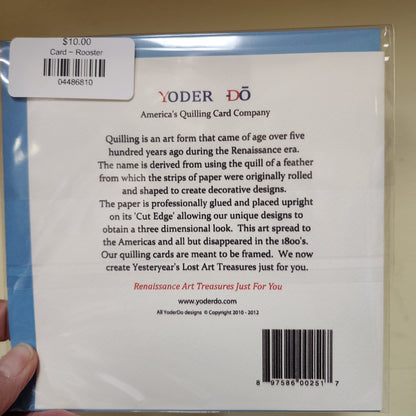 $10.00
Card ~ Rooster
04486810
YODER DŌ
America's Quilling Card Company
Quilling is an art form that came of age over five
hundred years ago during the Renaissance era.
The name is derived from using the quill of a feather
from which the strips of paper were originally rolled
and shaped to create decorative designs.
The paper is professionally glued and placed upright
on its 'Cut Edge' allowing our unique designs to
obtain a three dimensional look. This art spread to
the Americas and all but disappeared in the 1800's.
Our quilling cards are meant to be framed. We now
create Yesteryear's Lost Art Treasures just for you.
Renaissance Art Treasures Just For You
www.yoderdo.com
All YoderDo designs © Copyright 2010 - 2012
8 97586 00251 7